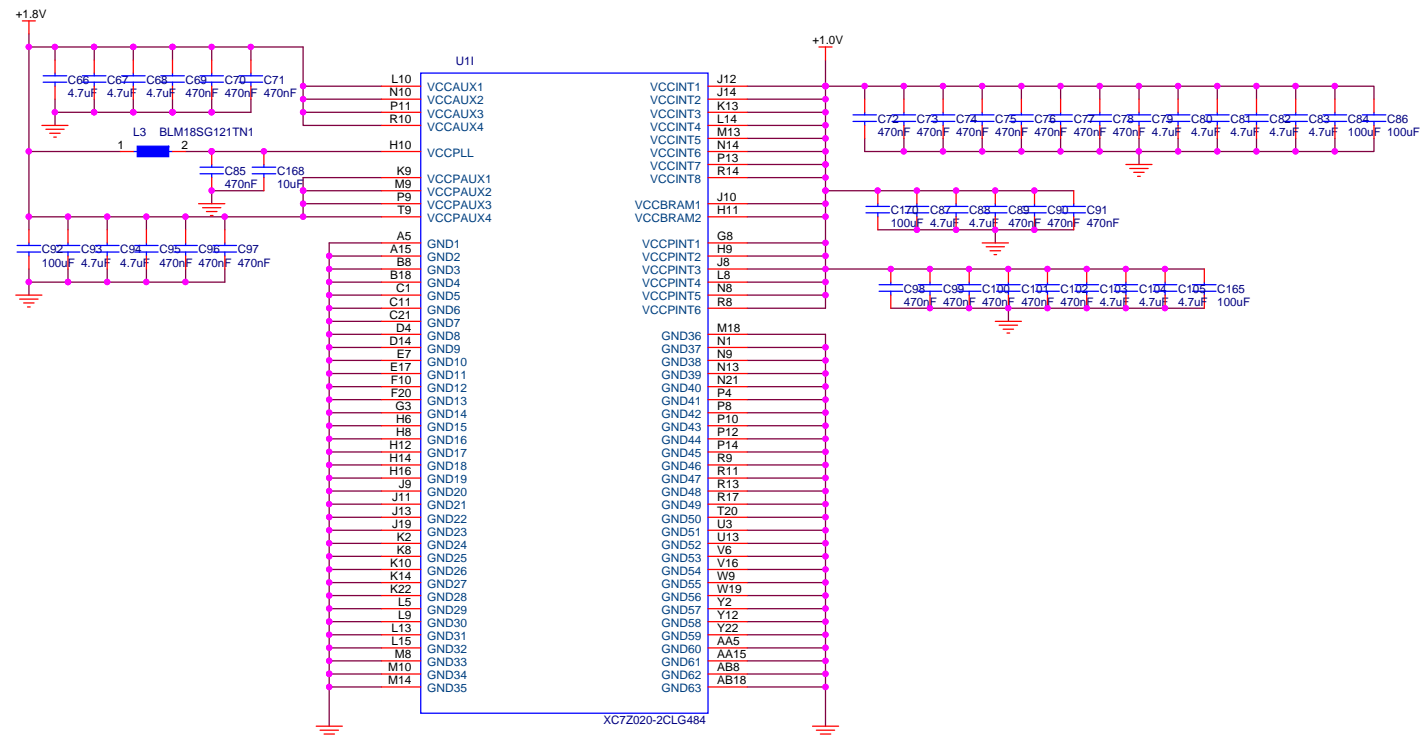 +1.8V
+1.0V
U1I
C66 C67 C68 C69 C70 C71
4.7uF 4.7uF 4.7uF 470nF 470nF 470nF
L3 BLM18SG121TN1
1 2
C85 C168
470nF 10uF
C92 C93 C94 C95 C96 C97
100uF 4.7uF 4.7uF 470nF 470nF 470nF
L10 VCCAUX1
N10 VCCAUX2
P11 VCCAUX3
R10 VCCAUX4
H10 VCCPLL
K9 VCCPAUX1
M9 VCCPAUX2
P9 VCCPAUX3
T9 VCCPAUX4
A5 GND1
A15 GND2
B8 GND3
B18 GND4
C1 GND5
C11 GND6
C21 GND7
D4 GND8
D14 GND9
E7 GND10
E17 GND11
F10 GND12
F20 GND13
G3 GND14
H6 GND15
H8 GND16
H12 GND17
H14 GND18
H16 GND19
J9 GND20
J11 GND21
J13 GND22
J19 GND23
K2 GND24
K8 GND25
K10 GND26
K14 GND27
K22 GND28
L5 GND29
L9 GND30
L13 GND31
L15 GND32
M8 GND33
M10 GND34
M14 GND35
VCCINT1 J12
VCCINT2 J14
VCCINT3 K13
VCCINT4 L14
VCCINT5 M13
VCCINT6 N14
VCCINT7 P13
VCCINT8 R14
VCCBRAM1 J10
VCCBRAM2 H11
VCCPINT1 G8
VCCPINT2 H9
VCCPINT3 J8
VCCPINT4 L8
VCCPINT5 N8
VCCPINT6 R8
GND36 M18
GND37 N1
GND38 N9
GND39 N13
GND40 N21
GND41 P4
GND42 P8
GND43 P10
GND44 P12
GND45 P14
GND46 R9
GND47 R11
GND48 R13
GND49 R17
GND50 T20
GND51 U3
GND52 U13
GND53 V6
GND54 V16
GND55 W9
GND56 W19
GND57 Y2
GND58 Y12
GND59 Y22
GND60 AA5
GND61 AA15
GND62 AB8
GND63 AB18
XC7Z020-2CLG484
C72 C73 C74 C75 C76 C77 C78 C79 C80 C81 C82 C83 C84 C86
470nF 470nF 470nF 470nF 470nF 470nF 470nF 4.7uF 4.7uF 4.7uF 4.7uF 4.7uF 100uF 100uF
C170 C87 C88 C89 C90 C91
100uF 4.7uF 4.7uF 470nF 470nF 470nF
C98 C99 C100 C101 C102 C103 C104 C105 C165
470nF 470nF 470nF 470nF 470nF 4.7uF 4.7uF 4.7uF 100uF